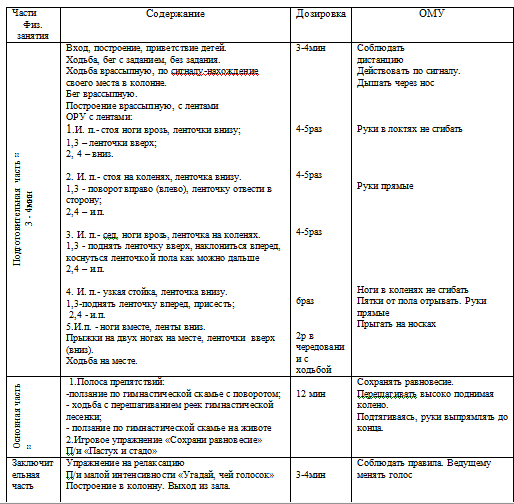 Части
Физ.
занятия
Содержание
Дозировка
ОМУ
Подготовительная часть »
3 - 4мин
Вход, построение, приветствие детей.
Ходьба, бег с заданием, без задания.
Ходьба врассыпную, по сигналу-нахождение
своего места в колонне.
Бег врассыпную.
Построение врассыпную, с лентами
ОРУ с лентами:
1.И. п.- стоя ноги врозь, ленточки внизу;
1,3 – ленточки вверх;
2, 4 – вниз.
2. И. п.- стоя на коленях, ленточка внизу.
1,3 - поворот вправо (влево), ленточку отвести в
сторону;
2,4 – и.п.
3. И. п.- сед, ноги врозь, ленточка на коленях.
1,3 - поднять ленточку вверх, наклониться вперед,
коснуться ленточкой пола как можно дальше
2,4 – и.п.
4. И. п. - узкая стойка, ленточка внизу.
1,3-поднять ленточку вперед, присесть;
2,4 - и.п.
5.И.п. - ноги вместе, ленты вниз.
Прыжки на двух ногах на месте, ленточки вверх
(вниз).
Ходьба на месте.
3-4мин
4-5раз
4-5раз
4-5раз
6раз
2р в
чередовани
и с
ходьбой
Соблюдать
дистанцию
Действовать по сигналу.
Дышать через нос
Руки в локтях не сгибать
Руки прямые
Ноги в коленях не сгибать
Пятки от пола отрывать. Руки
прямые
Прыгать на носках
Основная часть
»
1.Полоса препятствий:
-ползание по гимнастической скамье с поворотом;
- ходьба с перешагиванием реек гимнастической
лесенки;
- ползание по гимнастической скамье на животе
2.Игровое упражнение «Сохрани равновесие»
П/и «Пастух и стадо»
12 мин
Сохранять равновесие.
Перешагивать высоко поднимая
колено.
Подтягиваясь, руки выпрямлять до
конца.
Заключит
ельная
часть
Упражнение на релаксацию
П/и малой интенсивности «Угадай, чей голосок»
Построение в колонну. Выход из зала.
3-4мин
Соблюдать правила. Ведущему
менять голос